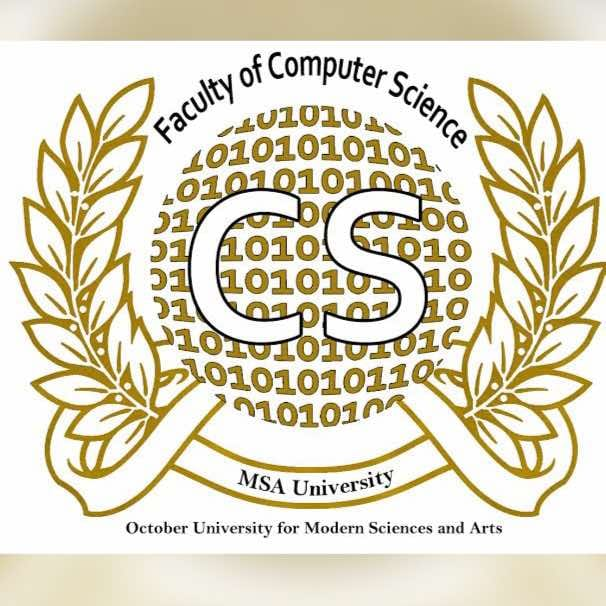 Faculty of Computer Science
CS
MSA University
October University for Modern Sciences and Arts